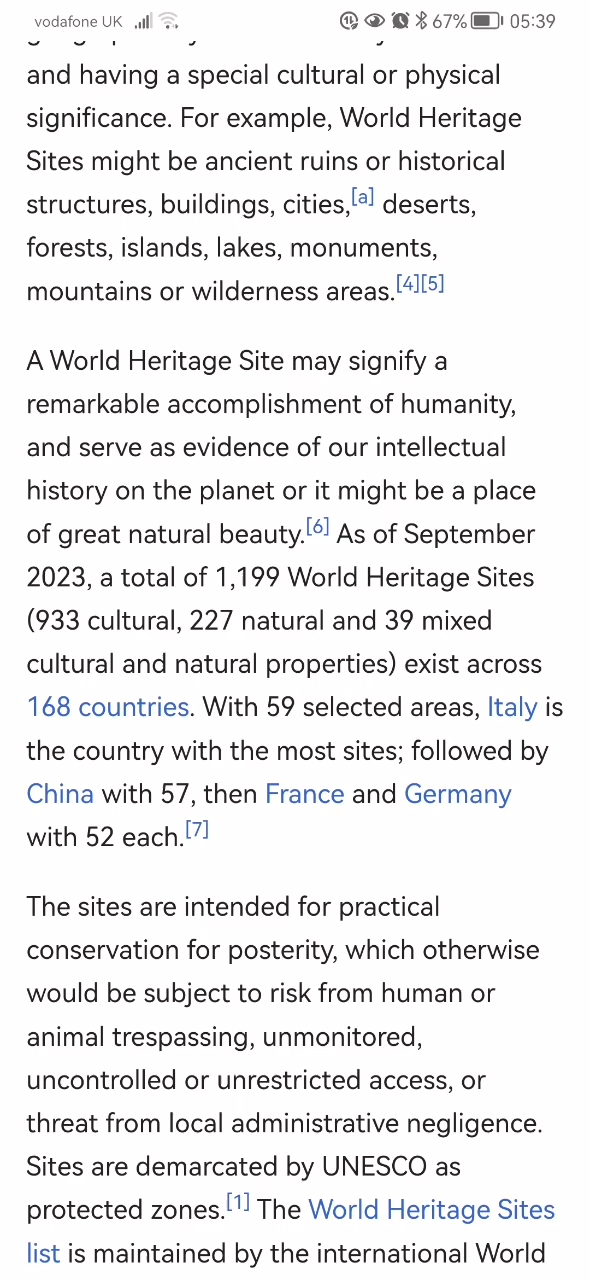 vodafone UK 67% 05:39
and having a special cultural or physical
significance. For example, World Heritage
Sites might be ancient ruins or historical
structures, buildings, cities,[a] deserts,
forests, islands, lakes, monuments,
mountains or wilderness areas.[4][5]
A World Heritage Site may signify a
remarkable accomplishment of humanity,
and serve as evidence of our intellectual
history on the planet or it might be a place
of great natural beauty.[6] As of September
2023, a total of 1,199 World Heritage Sites
(933 cultural, 227 natural and 39 mixed
cultural and natural properties) exist across
168 countries. With 59 selected areas, Italy is
the country with the most sites; followed by
China with 57, then France and Germany
with 52 each.[7]
The sites are intended for practical
conservation for posterity, which otherwise
would be subject to risk from human or
animal trespassing, unmonitored,
uncontrolled or unrestricted access, or
threat from local administrative negligence.
Sites are demarcated by UNESCO as
protected zones.[1] The World Heritage Sites
list is maintained by the international World